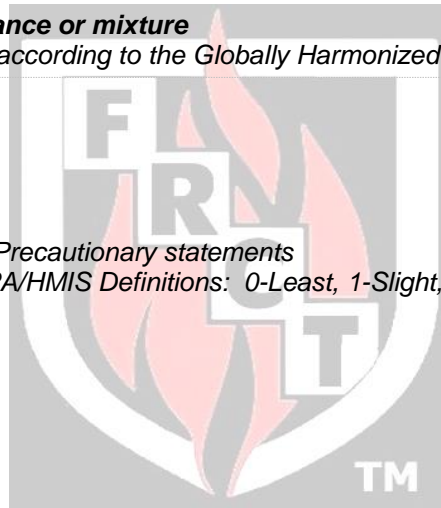 ance or mixture
according to the Globally Harmonized
F
R
Precautionary statements
PA/HMIS Definitions: 0-Least, 1-Slight,
C
T
TM